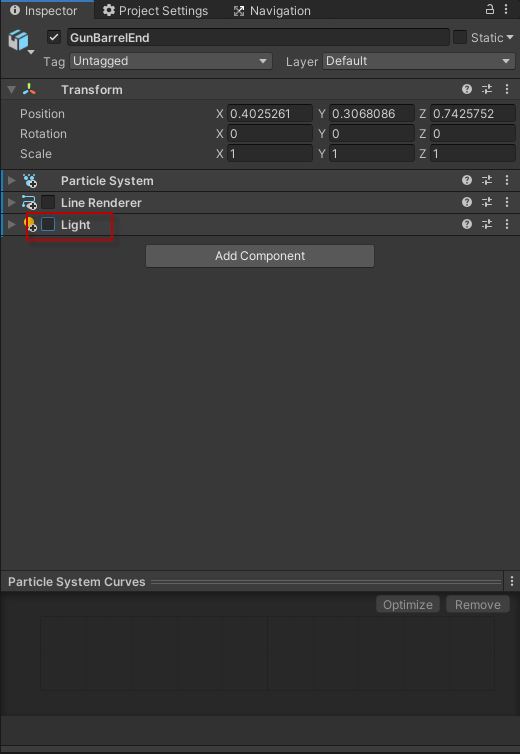 Inspector Project Settings Navigation
GunBarrelEnd Static
Tag Untagged Layer Default
Transform
Position X 0.4025261 Y 0.3068086 Z 0.7425752
Rotation X 0 Y 0 Z 0
Scale X 1 Y 1 Z 1
Particle System
Line Renderer
Light
Add Component
Particle System Curves
Optimize Remove